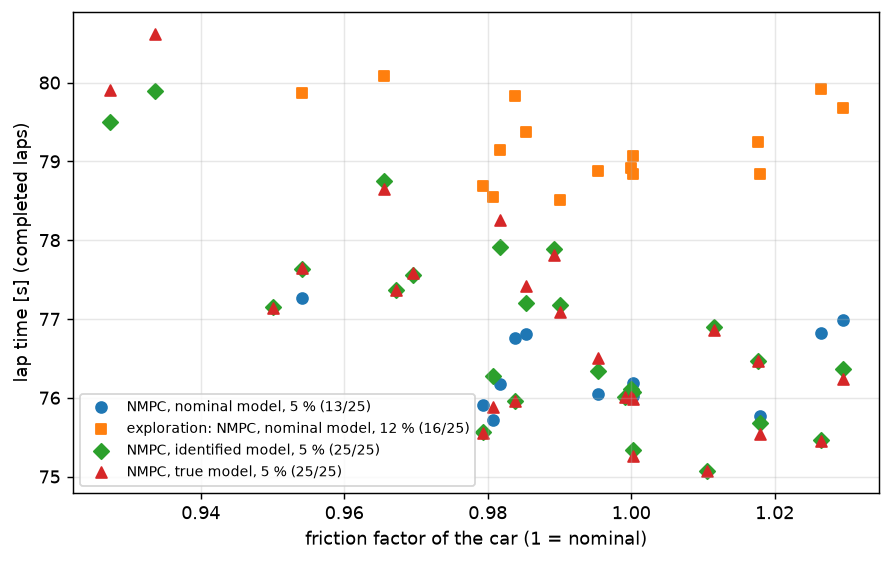 80
79
78
77
76
75
lap time [s] (completed laps)
NMPC, nominal model, 5 % (13/25)
exploration: NMPC, nominal model, 12 % (16/25)
NMPC, identified model, 5 % (25/25)
NMPC, true model, 5 % (25/25)
0.94 0.96 0.98 1.00 1.02
friction factor of the car (1 = nominal)